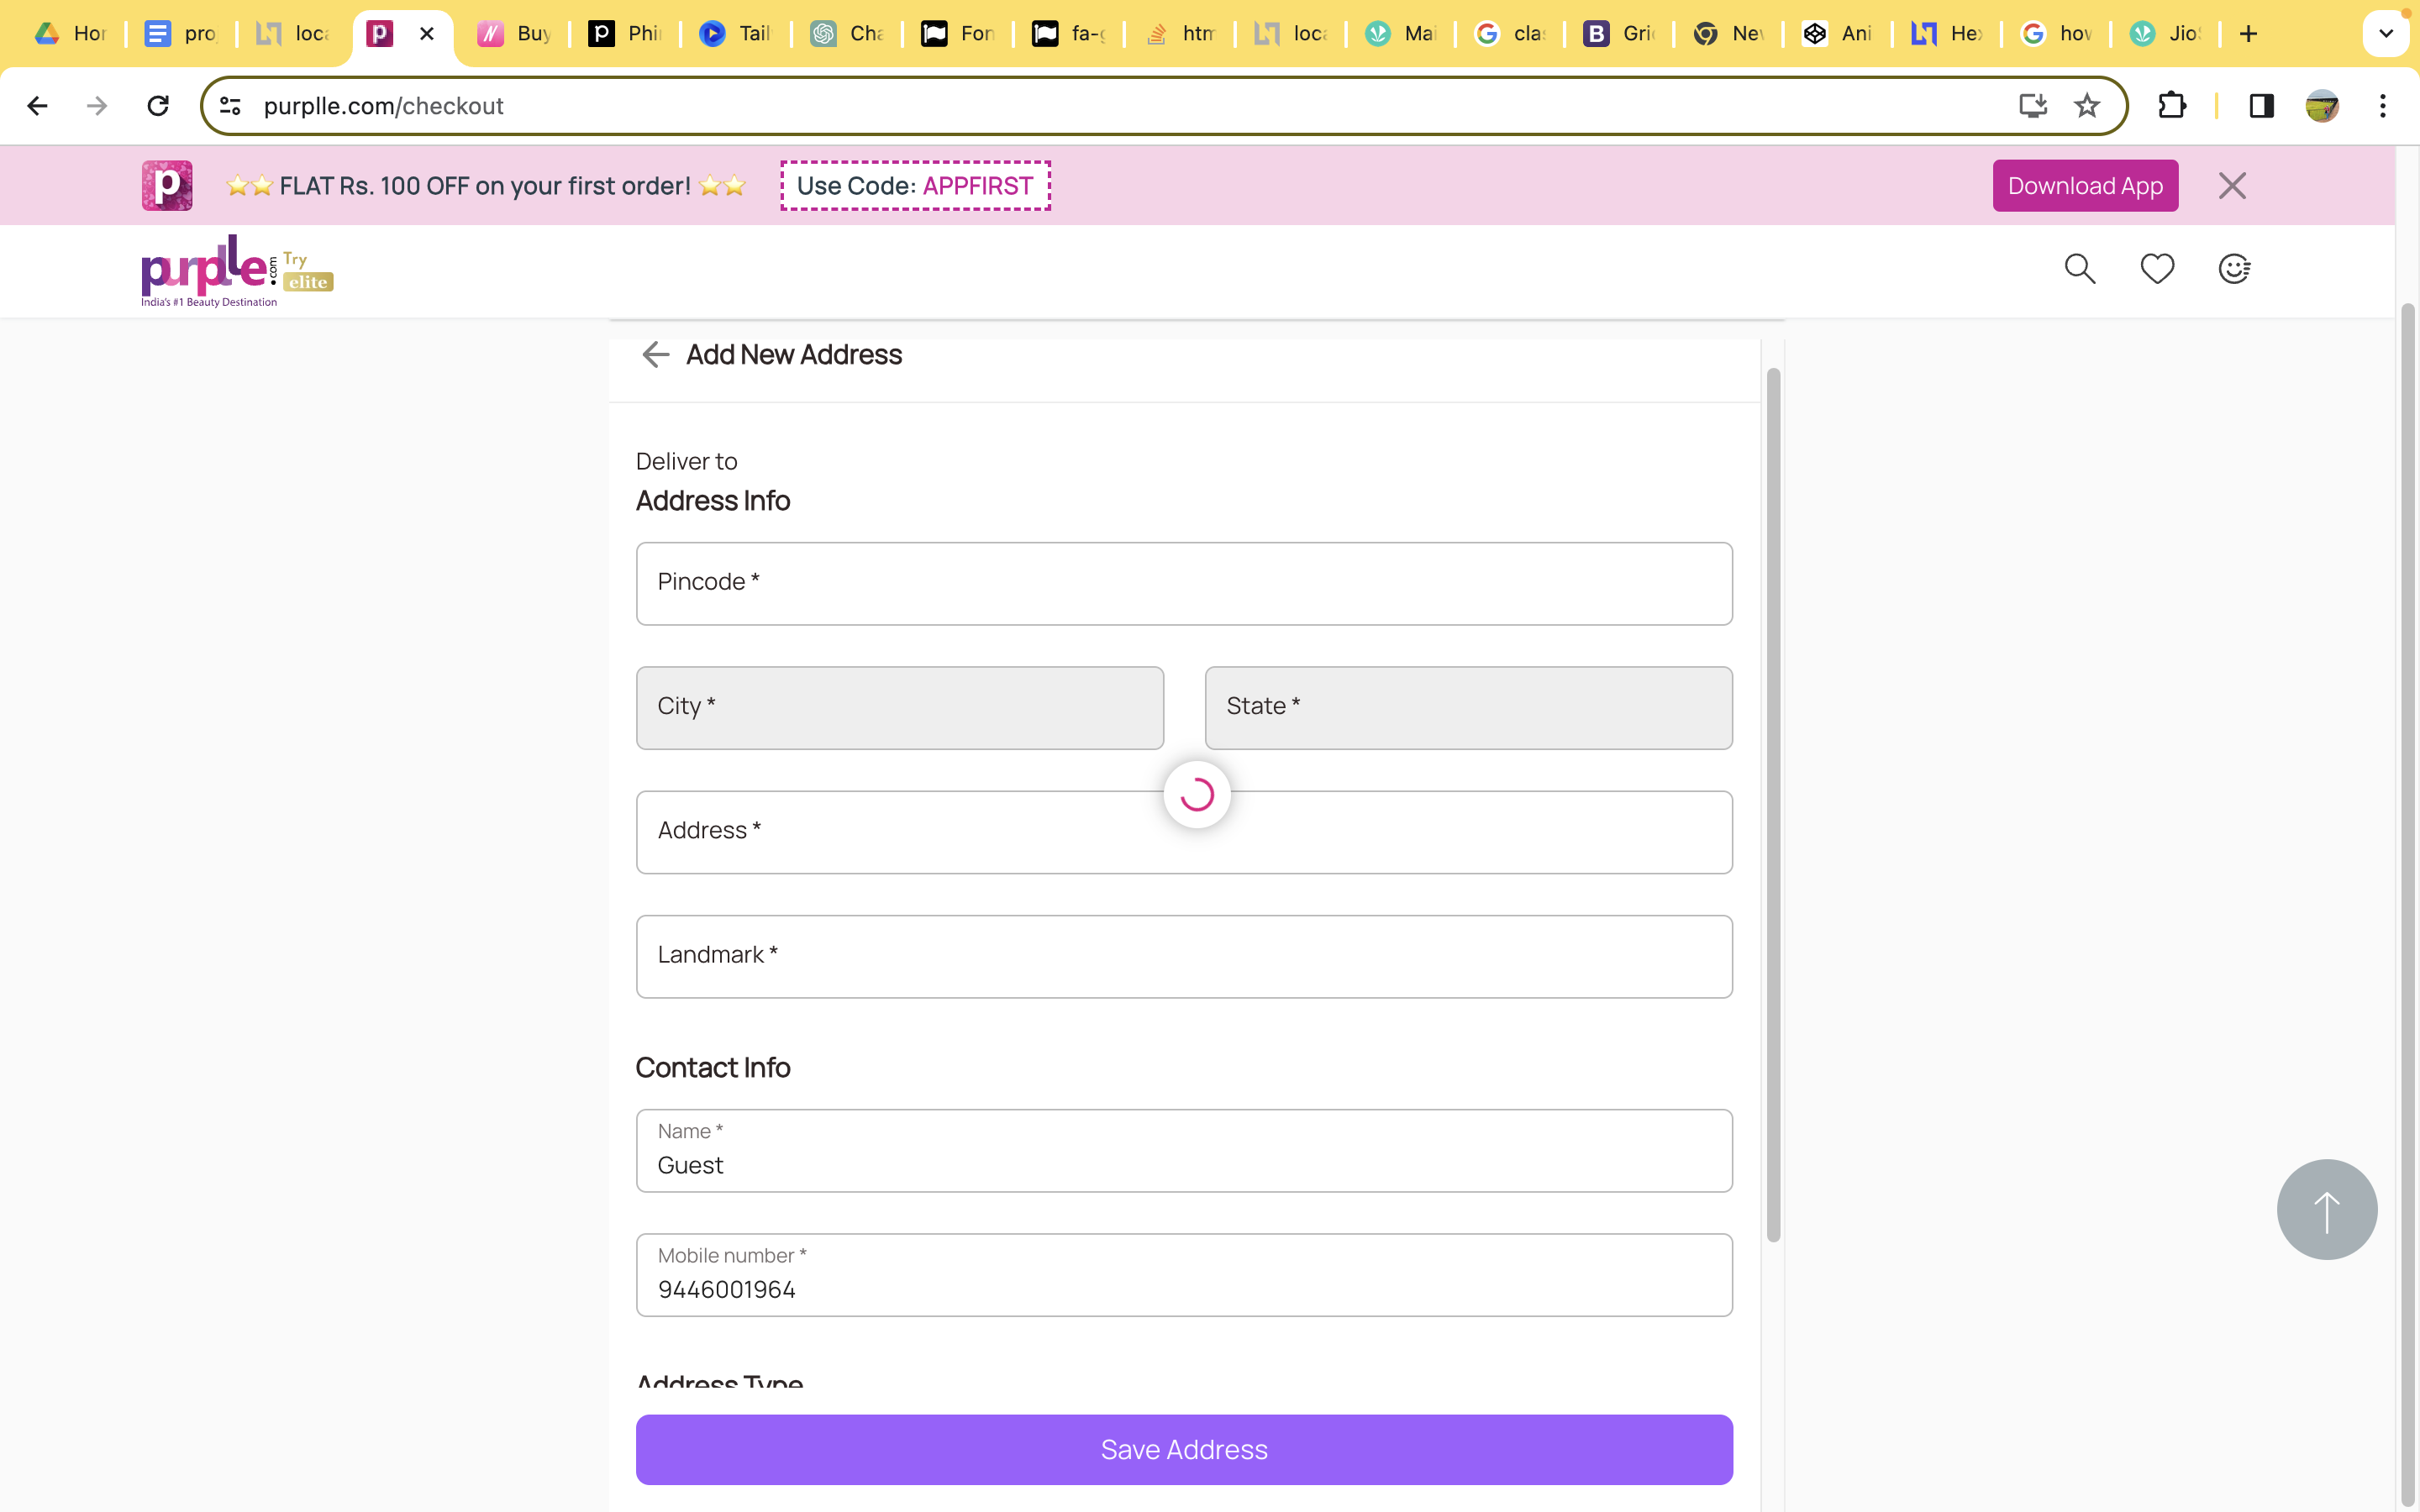 Hor
pro
loca
Buy
Phi
Tail
Cha
Fon
fa-g
htm
loca
Mai
clas
Gri
Nev
Ani
Hex
how
Jio
purplle.com/checkout
FLAT Rs. 100 OFF on your first order!
Use Code: APPFIRST
Download App
purplle.com
Try
elite
India's #1 Beauty Destination
Add New Address
Deliver to
Address Info
Pincode *
City *
State *
Address *
Landmark *
Contact Info
Name *
Guest
Mobile number *
9446001964
Address Type
Save Address